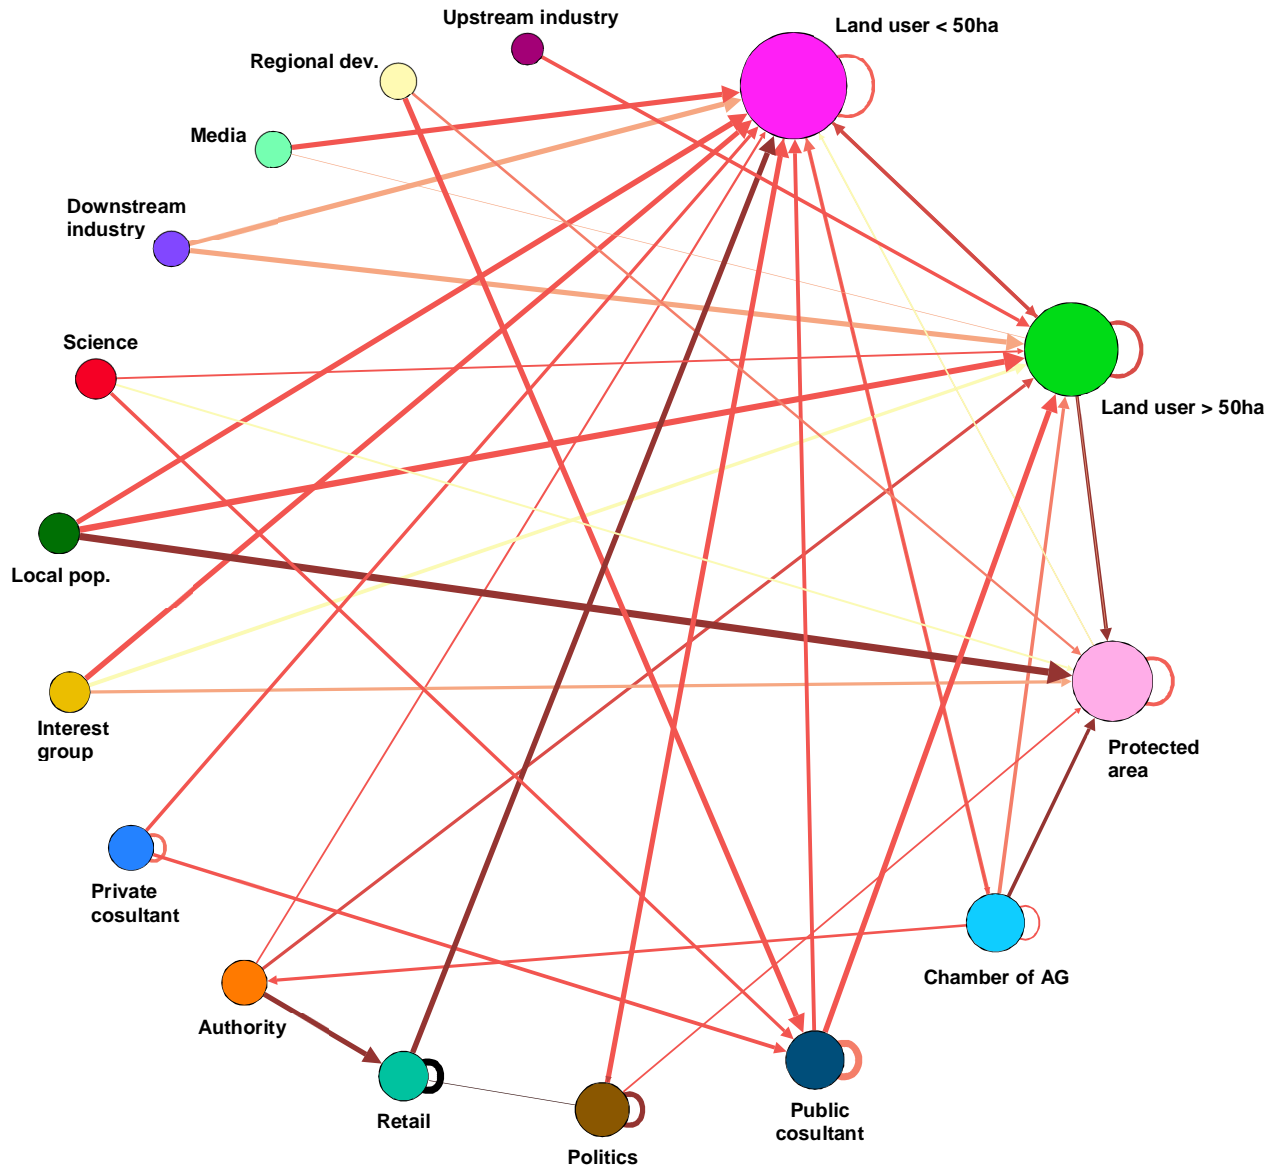 Upstream industry
Land user < 50ha
Regional dev.
Media
Downstream
industry
Science
Land user > 50ha
Local pop.
Interest
group
Protected
area
Private
cosultant
Chamber of AG
Authority
Retail
Public
cosultant
Politics